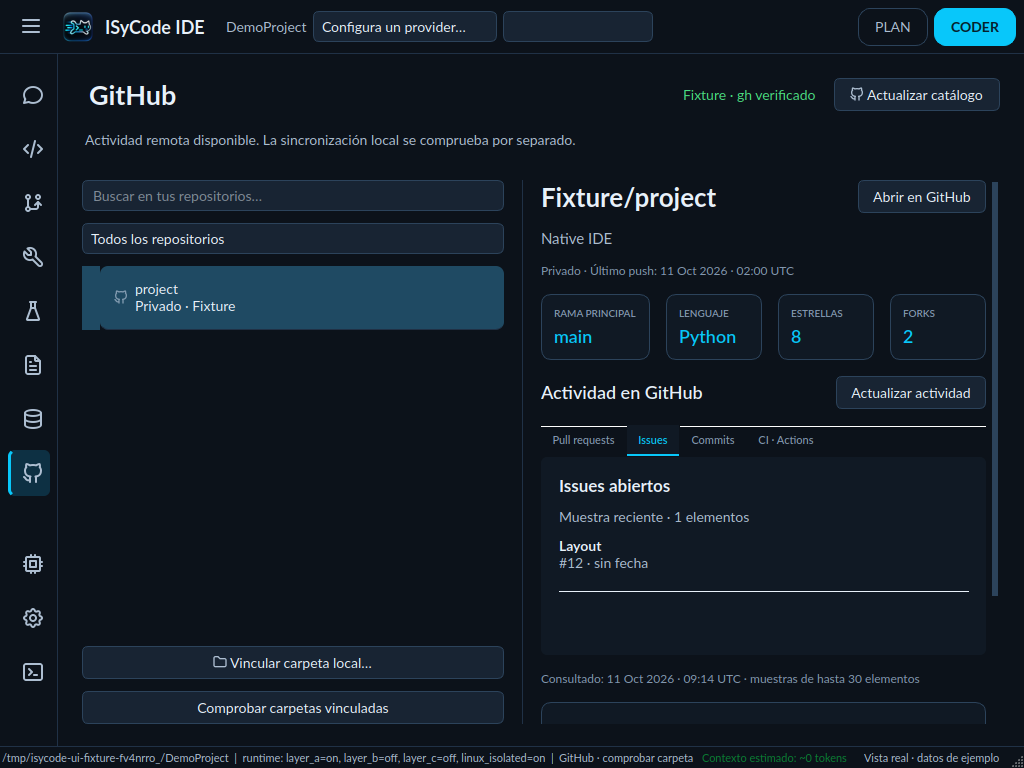 ISyCode IDE
DemoProject
Configura un provider...
PLAN
CODER
GitHub
Fixture · gh verificado
Actualizar catálogo
Actividad remota disponible. La sincronización local se comprueba por separado.
Buscar en tus repositorios...
Todos los repositorios
project
Privado · Fixture
Vincular carpeta local...
Comprobar carpetas vinculadas
Fixture/project
Abrir en GitHub
Native IDE
Privado · Último push: 11 Oct 2026 · 02:00 UTC
RAMA PRINCIPAL
main
LENGUAJE
Python
ESTRELLAS
8
FORKS
2
Actividad en GitHub
Actualizar actividad
Pull requests
Issues
Commits
CI · Actions
Issues abiertos
Muestra reciente · 1 elementos
Layout
#12 · sin fecha
Consultado: 11 Oct 2026 · 09:14 UTC · muestras de hasta 30 elementos
/tmp/isycode-ui-fixture-fv4nrro_/DemoProject | runtime: layer_a=on, layer_b=off, layer_c=off, linux_isolated=on | GitHub · comprobar carpeta
Contexto estimado: ~0 tokens
Vista real · datos de ejemplo